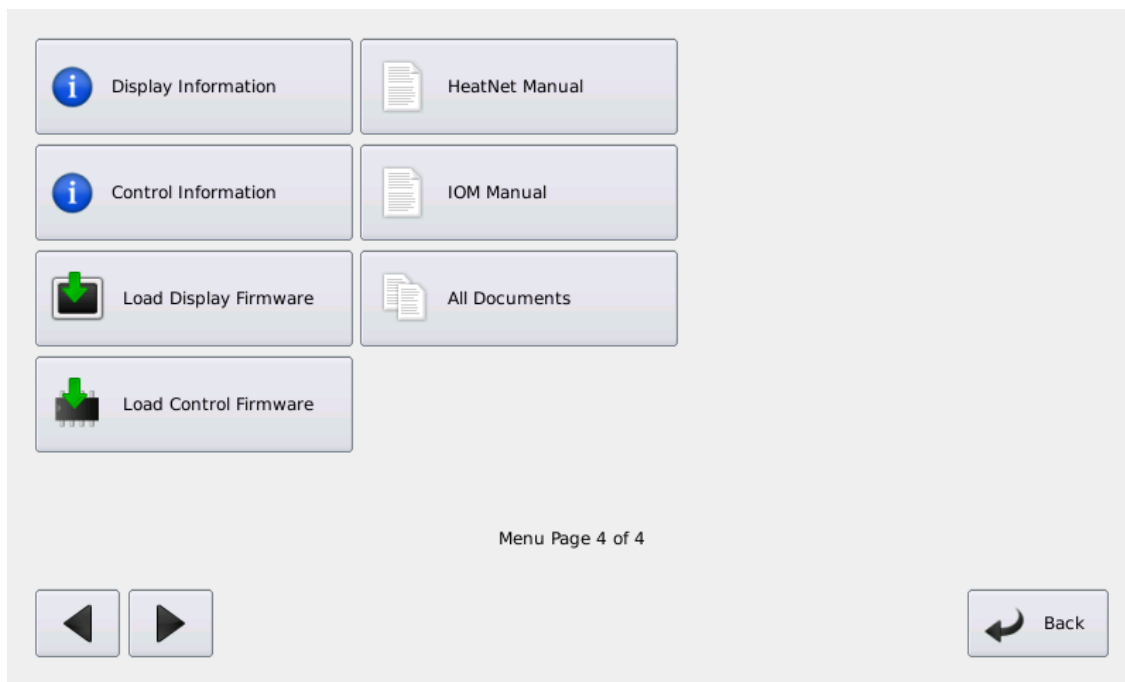 Display Information
HeatNet Manual
Control Information
IOM Manual
Load Display Firmware
All Documents
Load Control Firmware
Menu Page 4 of 4
Back